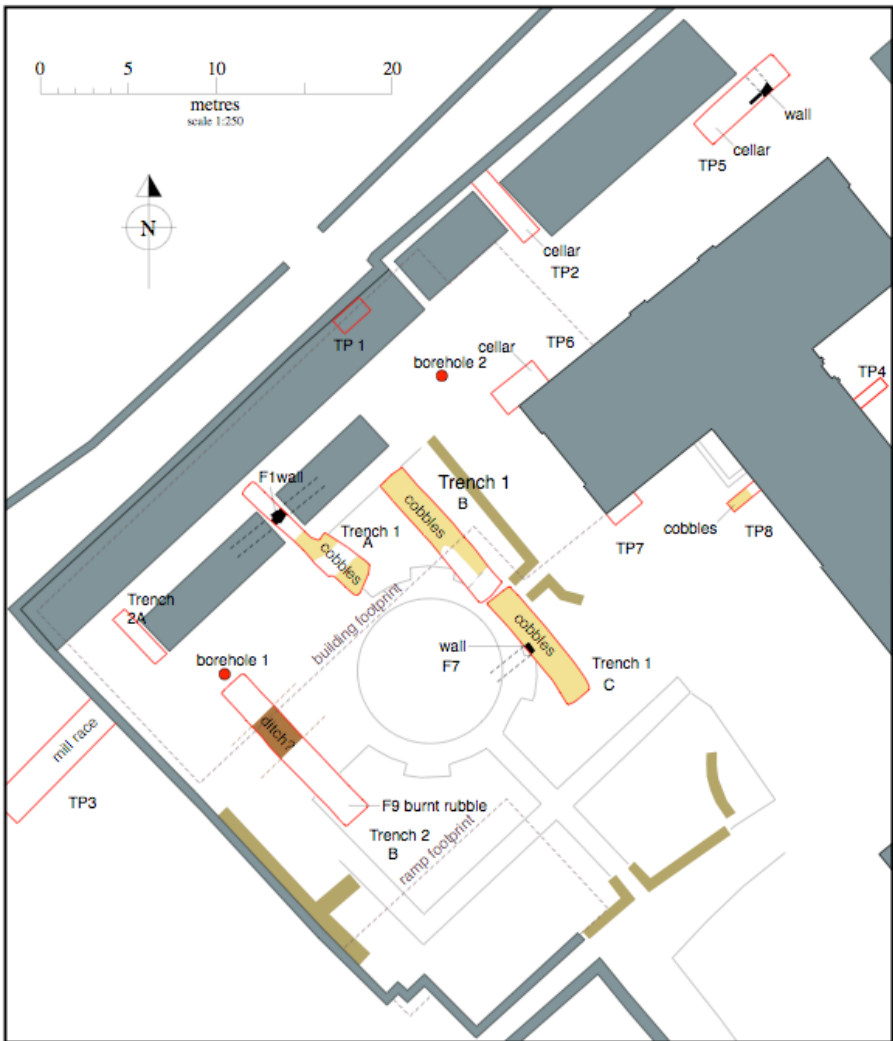 0 5 10 20
metres
scale 1:250
N
wall
cellar
TP5
cellar
TP2
TP 1
cellar
TP6
borehole 2
TP4
F1wall
Trench 1
B
cobbles
Trench 1
A
cobbles
cobbles
TP8
TP7
Trench
2A
building footprint
cobbles
wall
F7
Trench 1
C
borehole 1
ditch?
mill race
TP3
F9 burnt rubble
Trench 2
B
ramp footprint